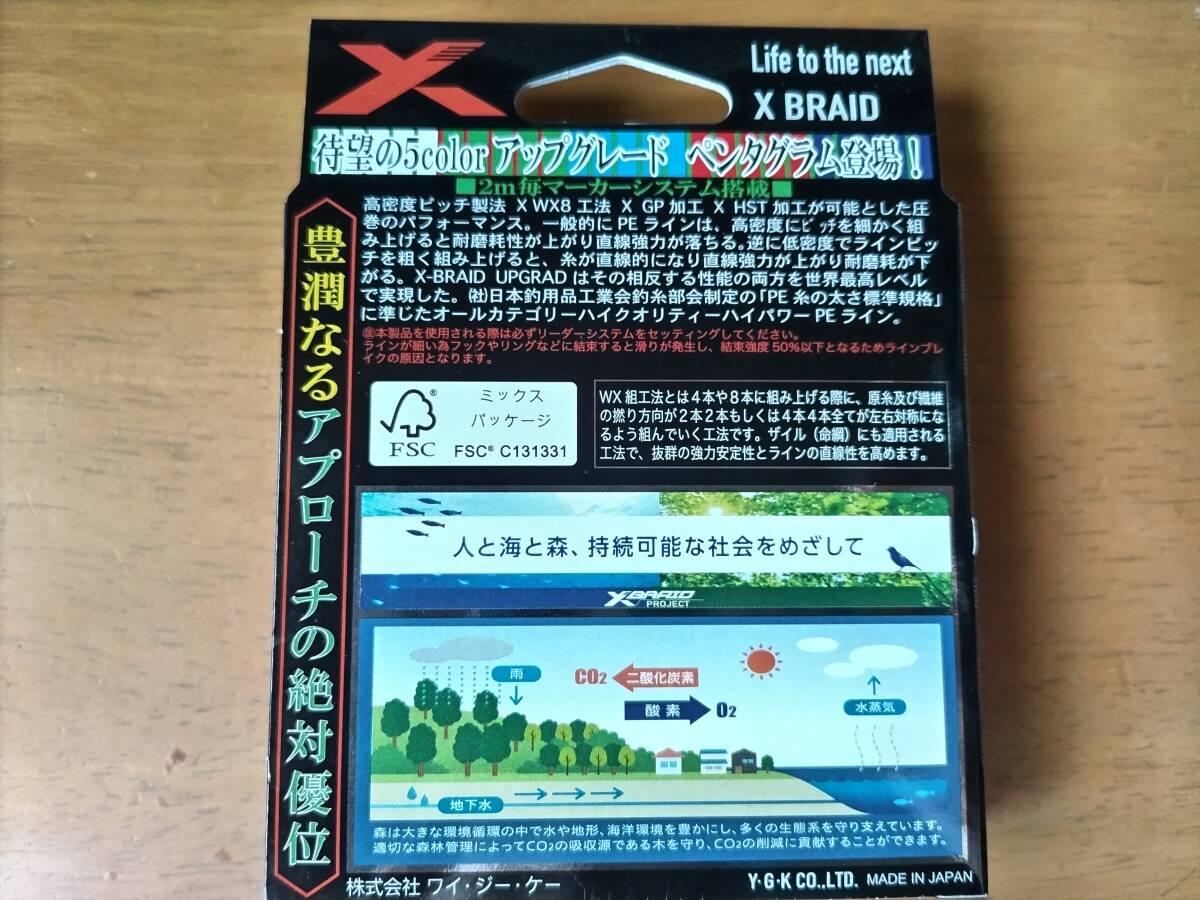 Life to the next
X BRAID
待望の5color アップグレード ペンタグラム登場！
■2m毎マーカーシステム搭載■
豊潤なるアプローチの絶対優位
高密度ピッチ製法 X WX8 工法 X GP 加工 X HST 加工が可能とした圧
巻のパフォーマンス。一般的に PE ラインは、高密度にピッチを細かく組
み上げると耐磨耗性が上がり直線強力が落ちる。逆に低密度でラインピッ
チを粗く組み上げると、糸が直線的になり直線強力が上がり耐磨耗が下
がる。X-BRAID UPGRAD はその相反する性能の両方を世界最高レベル
で実現した。㈳日本釣用品工業会釣糸部会制定の「PE 糸の太さ標準規格」
に準じたオールカテゴリーハイクオリティーハイパワー PE ライン。
本製品を使用される際は必ずリーダーシステムをセッティングしてください。
ラインが細い為フックやリングなどに結束すると滑りが発生し、結束強度 50%以下となるためラインブレ
イクの原因となります。
FSC
ミックス
パッケージ
FSC® C131331
WX 組工法とは４本や８本に組み上げる際に、原糸及び繊維
の撚り方向が２本２本もしくは４本４本全てが左右対称にな
るよう組んでいく工法です。ザイル（命綱）にも適用される
工法で、抜群の強力安定性とラインの直線性を高めます。
人と海と森、持続可能な社会をめざして
X BRAID
PROJECT
雨
CO2 二酸化炭素
酸素 O2
水蒸気
地下水
森は大きな環境循環の中で水や地形、海洋環境を豊かにし、多くの生態系を守り支えています。
適切な森林管理によってCO2の吸収源である木を守り、CO2の削減に貢献することができます。
株式会社 ワイ・ジー・ケー
Y・G・K CO.,LTD. MADE IN JAPAN